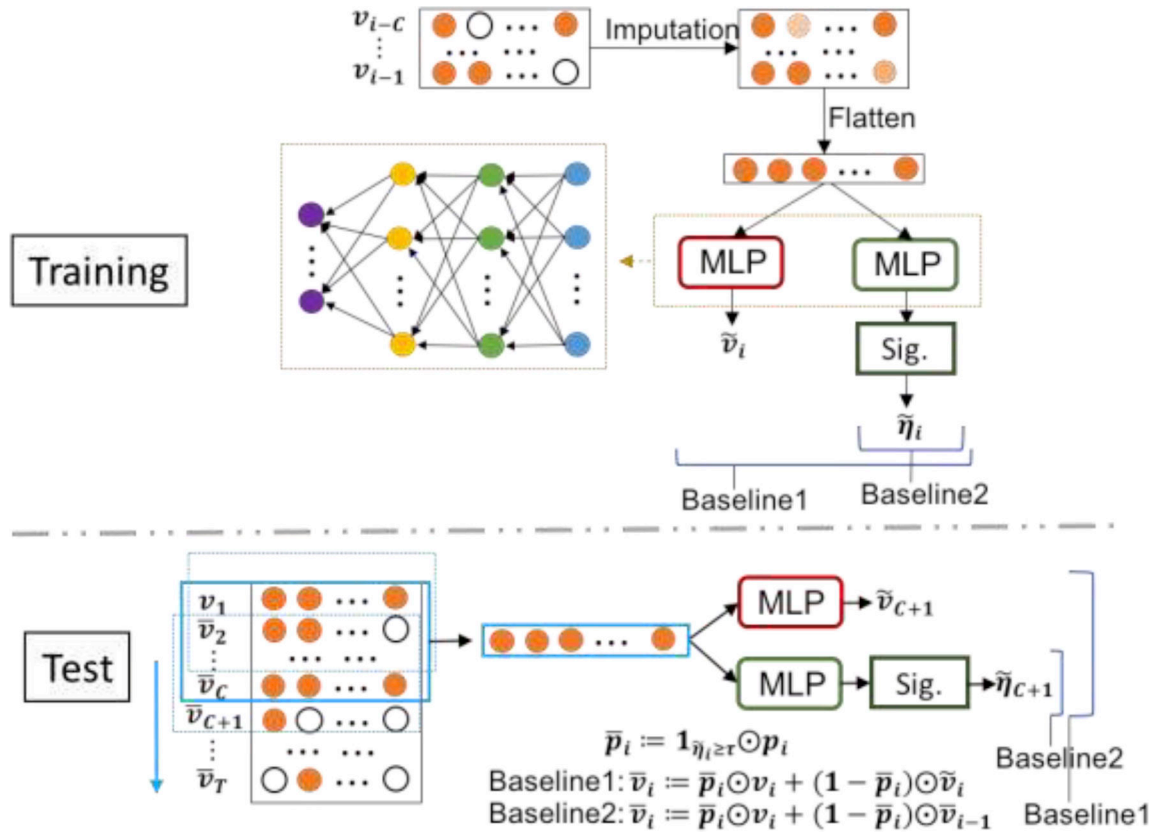 v_{i-C}
⋮
v_{i-1}
Imputation
Flatten
Training
MLP
MLP
ṽ_i
Sig.
η̃_i
Baseline1
Baseline2
Test
v_1
v̄_2
⋮
v̄_C
v̄_{C+1}
⋮
v̄_T
MLP
ṽ_{C+1}
MLP
Sig.
η̃_{C+1}
p̄_i ≔ 1_{η̃_i≥τ}⊙p_i
Baseline2
Baseline1: v̄_i ≔ p̄_i⊙v_i + (1 − p̄_i)⊙ṽ_i
Baseline2: v̄_i ≔ p̄_i⊙v_i + (1 − p̄_i)⊙v̄_{i-1}
Baseline1